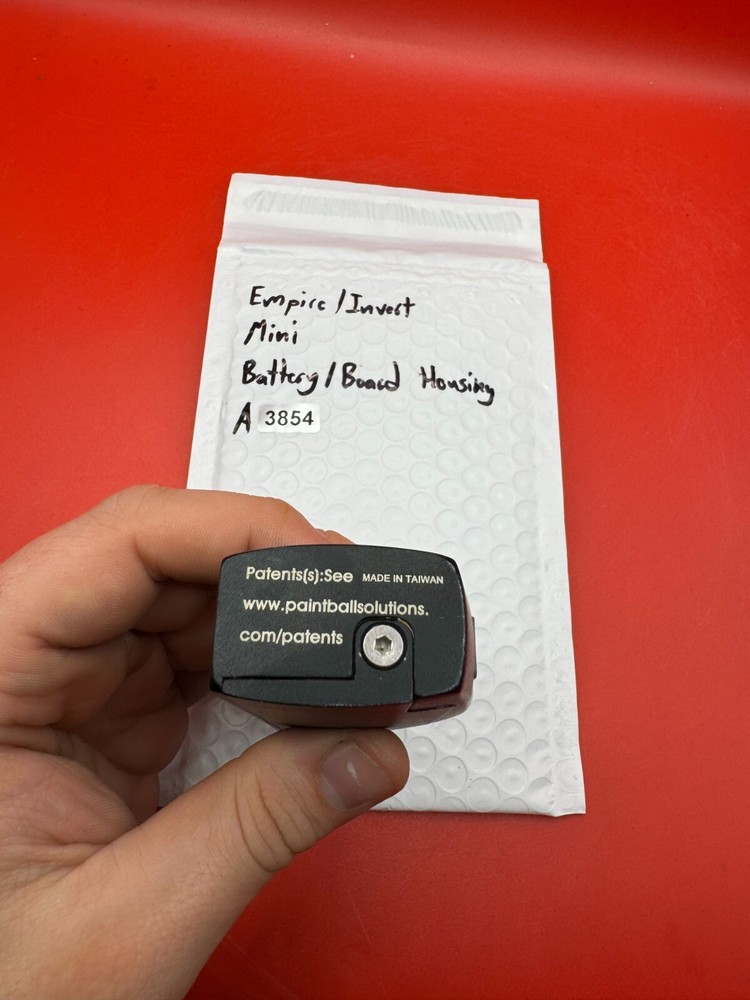 Empire/Invert
Mini
Battery/Board Housing
A 3854
Patents(s):See MADE IN TAIWAN
www.paintballsolutions.
com/patents